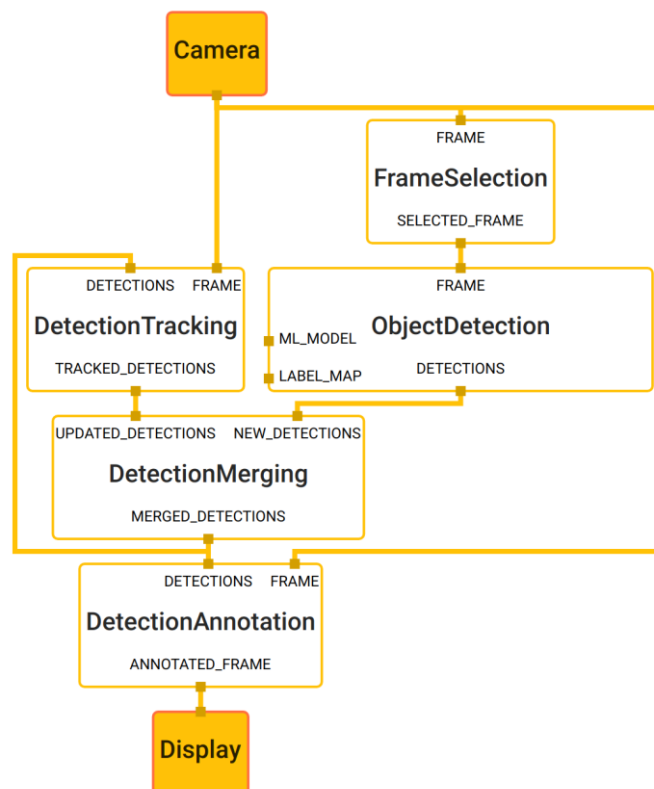 Camera
FRAME
FrameSelection
SELECTED_FRAME
DETECTIONS FRAME
DetectionTracking
TRACKED_DETECTIONS
FRAME
ObjectDetection
ML_MODEL
LABEL_MAP
DETECTIONS
UPDATED_DETECTIONS NEW_DETECTIONS
DetectionMerging
MERGED_DETECTIONS
DETECTIONS FRAME
DetectionAnnotation
ANNOTATED_FRAME
Display